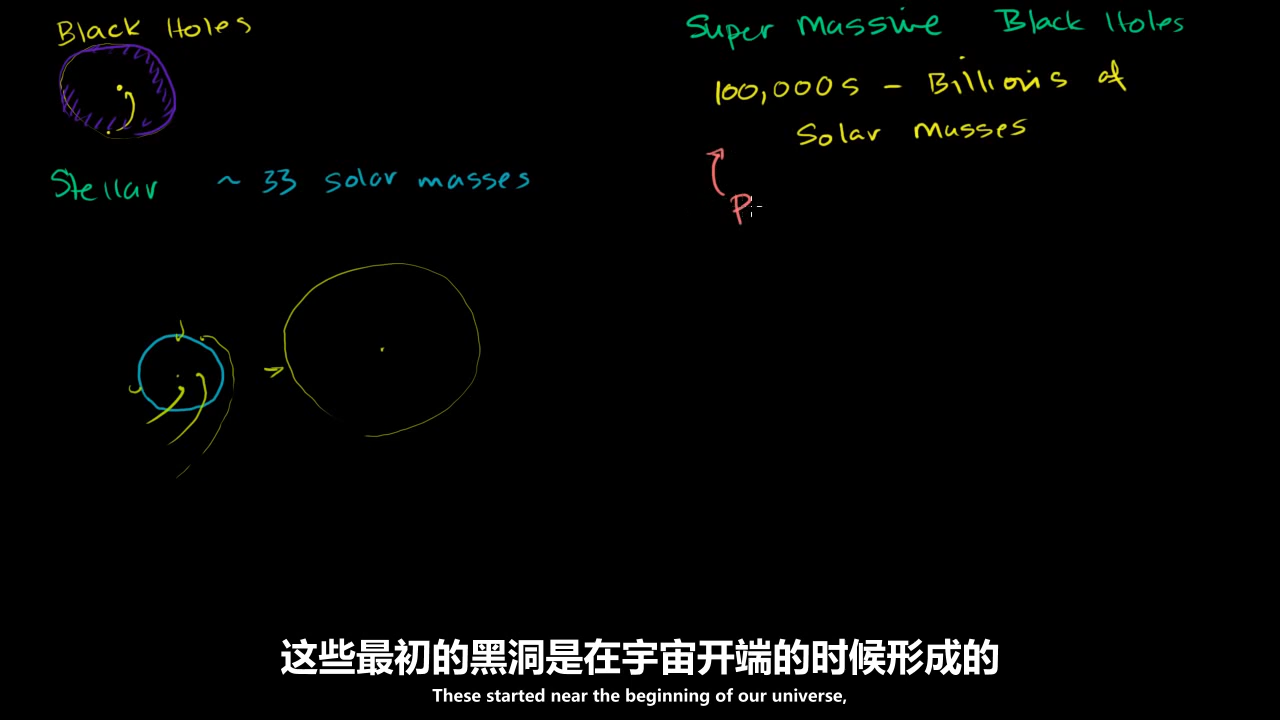 Black Holes
Super Massive Black Holes
100,000s - Billions of
Solar Masses
Stellar ~ 33 solar masses
P
这些最初的黑洞是在宇宙开端的时候形成的
These started near the beginning of our universe,